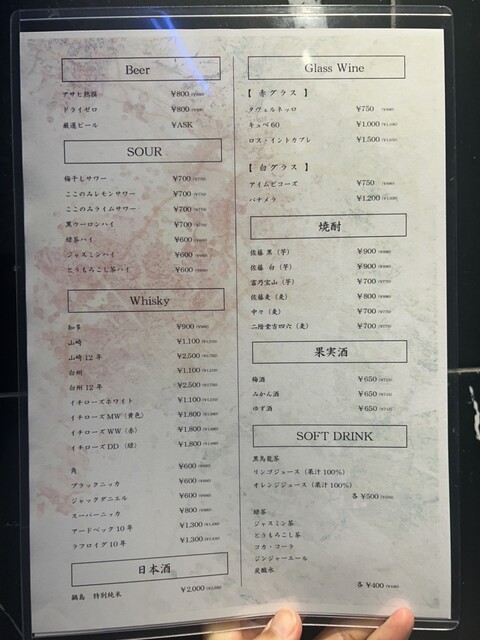 Beer
アサヒ熟撰 ¥800
ドライゼロ ¥800
厳選ビール ¥ASK
SOUR
梅干しサワー ¥700
ここのみレモンサワー ¥700
ここのみライムサワー ¥700
黒ウーロンハイ ¥700
緑茶ハイ ¥600
ジャスミンハイ ¥600
とうもろこし茶ハイ ¥600
Whisky
知多 ¥900
山崎 ¥1,100
山崎12年 ¥2,500
白州 ¥1,100
白州12年 ¥2,500
イチローズホワイト ¥1,100
イチローズMW（黄色） ¥1,800
イチローズWW（赤） ¥1,800
イチローズDD（緑） ¥1,800
角 ¥600
ブラックニッカ ¥600
ジャックダニエル ¥600
スーパーニッカ ¥800
アードベック10年 ¥1,300
ラフロイグ10年 ¥1,300
日本酒
鍋島 特別純米 ¥2,000
Glass Wine
【 赤グラス 】
タヴェルネッロ ¥750
キュベ60 ¥1,000
ロス・イントカブレ ¥1,500
【 白グラス 】
アイムピコーズ ¥750
パナメラ ¥1,200
焼酎
佐藤 黒（芋） ¥900
佐藤 白（芋） ¥900
富乃宝山（芋） ¥700
佐藤麦（麦） ¥800
中々（麦） ¥700
二階堂吉四六（麦） ¥700
果実酒
梅酒 ¥650
みかん酒 ¥650
ゆず酒 ¥650
SOFT DRINK
黒烏龍茶
リンゴジュース（果汁100%）
オレンジジュース（果汁100%）
各 ¥500
緑茶
ジャスミン茶
とうもろこし茶
コカ・コーラ
ジンジャーエール
炭酸水
各 ¥400